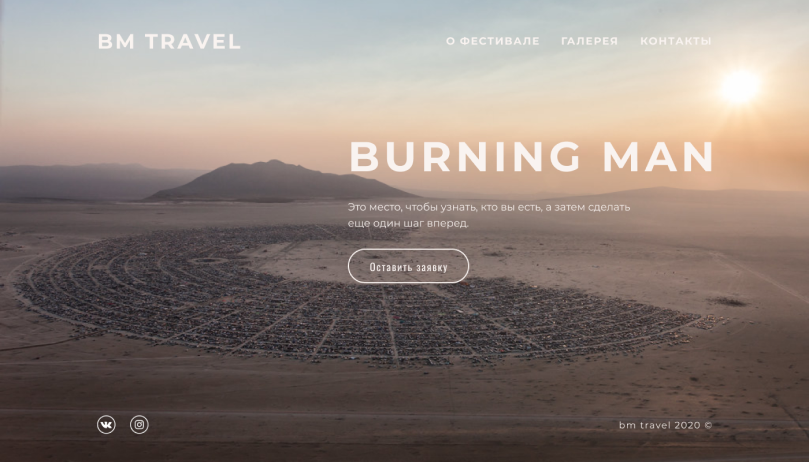 BM TRAVEL
О ФЕСТИВАЛЕ ГАЛЕРЕЯ КОНТАКТЫ
BURNING MAN
Это место, чтобы узнать, кто вы есть, а затем сделать
еще один шаг вперед.
Оставить заявку
bm travel 2020 ©